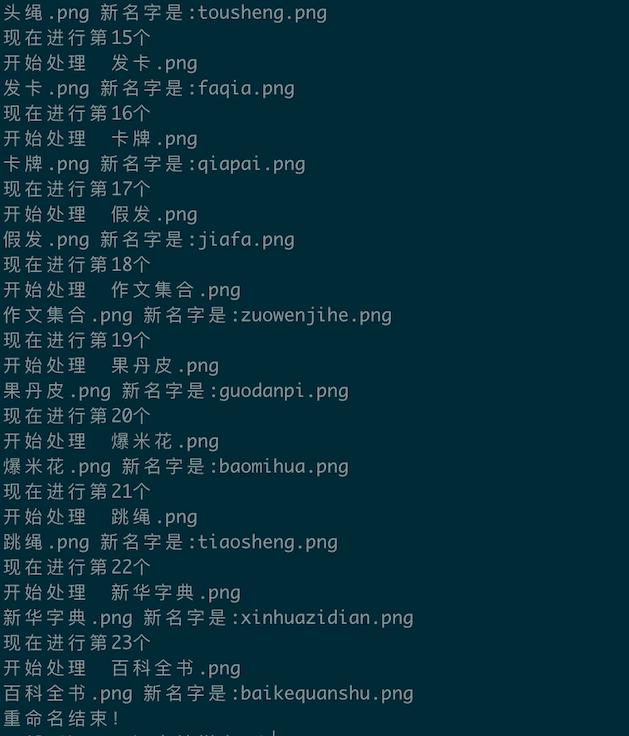 头绳.png 新名字是:tousheng.png
现在进行第15个
开始处理  发卡.png
发卡.png 新名字是:faqia.png
现在进行第16个
开始处理  卡牌.png
卡牌.png 新名字是:qiapai.png
现在进行第17个
开始处理  假发.png
假发.png 新名字是:jiafa.png
现在进行第18个
开始处理  作文集合.png
作文集合.png 新名字是:zuowenjihe.png
现在进行第19个
开始处理  果丹皮.png
果丹皮.png 新名字是:guodanpi.png
现在进行第20个
开始处理  爆米花.png
爆米花.png 新名字是:baomihua.png
现在进行第21个
开始处理  跳绳.png
跳绳.png 新名字是:tiaosheng.png
现在进行第22个
开始处理  新华字典.png
新华字典.png 新名字是:xinhuazidian.png
现在进行第23个
开始处理  百科全书.png
百科全书.png 新名字是:baikequanshu.png
重命名结束!